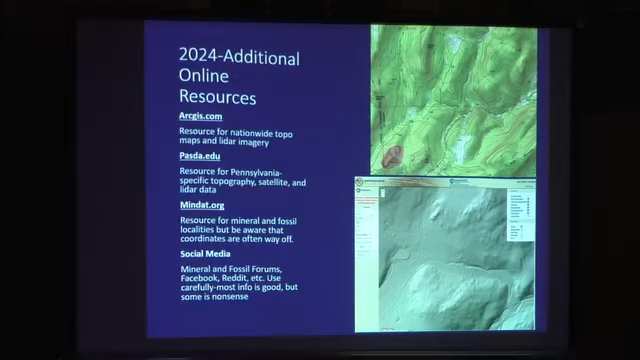 2024-Additional
Online
Resources
Arcgis.com
Resource for nationwide topo
maps and lidar imagery
Pasda.edu
Resource for Pennsylvania-
specific topography, satellite, and
lidar data
Mindat.org
Resource for mineral and fossil
localities but be aware that
coordinates are often way off.
Social Media
Mineral and Fossil Forums,
Facebook, Reddit, etc. Use
carefully-most info is good, but
some is nonsense